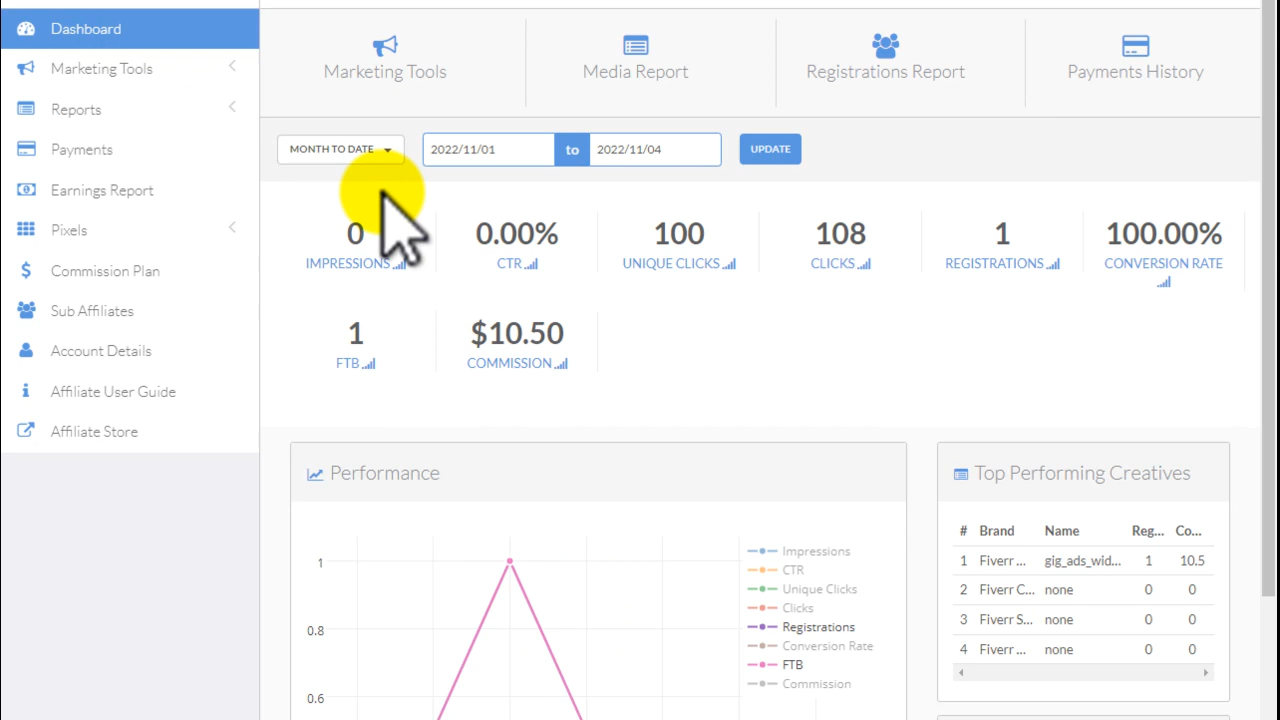 Dashboard
Marketing Tools
Reports
Payments
Earnings Report
Pixels
Commission Plan
Sub Affiliates
Account Details
Affiliate User Guide
Affiliate Store
Marketing Tools
Media Report
Registrations Report
Payments History
MONTH TO DATE
2022/11/01 to 2022/11/04
UPDATE
0
IMPRESSIONS
0.00%
CTR
100
UNIQUE CLICKS
108
CLICKS
1
REGISTRATIONS
100.00%
CONVERSION RATE
1
FTB
$10.50
COMMISSION
Performance
1
0.8
0.6
Impressions
CTR
Unique Clicks
Clicks
Registrations
Conversion Rate
FTB
Commission
Top Performing Creatives
# Brand Name Reg... Co...
1 Fiverr ... gig_ads_wid... 1 10.5
2 Fiverr C... none 0 0
3 Fiverr S... none 0 0
4 Fiverr ... none 0 0